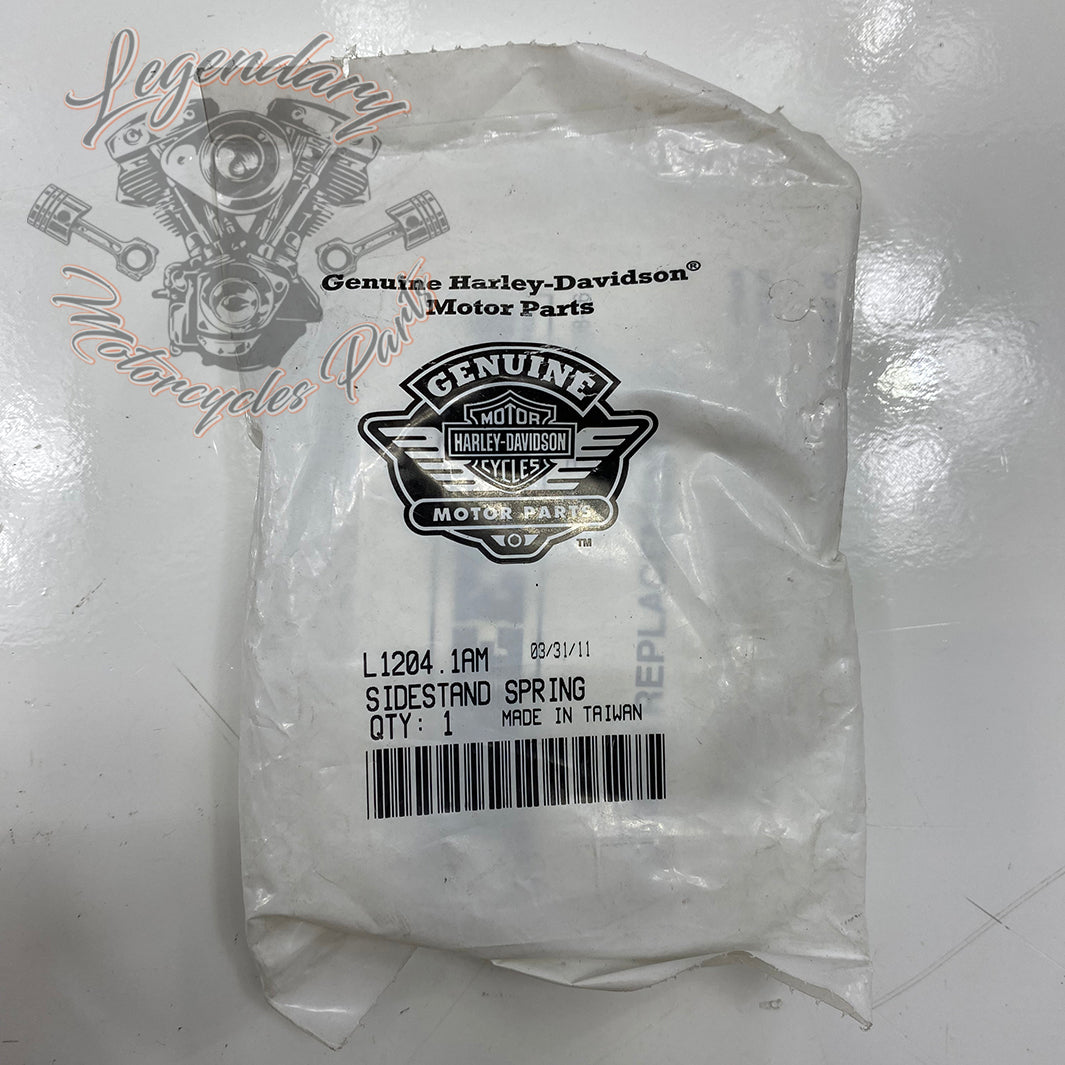 Legendary
Motorcycles Parts
Genuine Harley-Davidson®
Motor Parts
GENUINE
MOTOR
HARLEY-DAVIDSON
CYCLES
MOTOR PARTS
™
L1204.1AM 03/31/11
SIDESTAND SPRING
QTY: 1 MADE IN TAIWAN